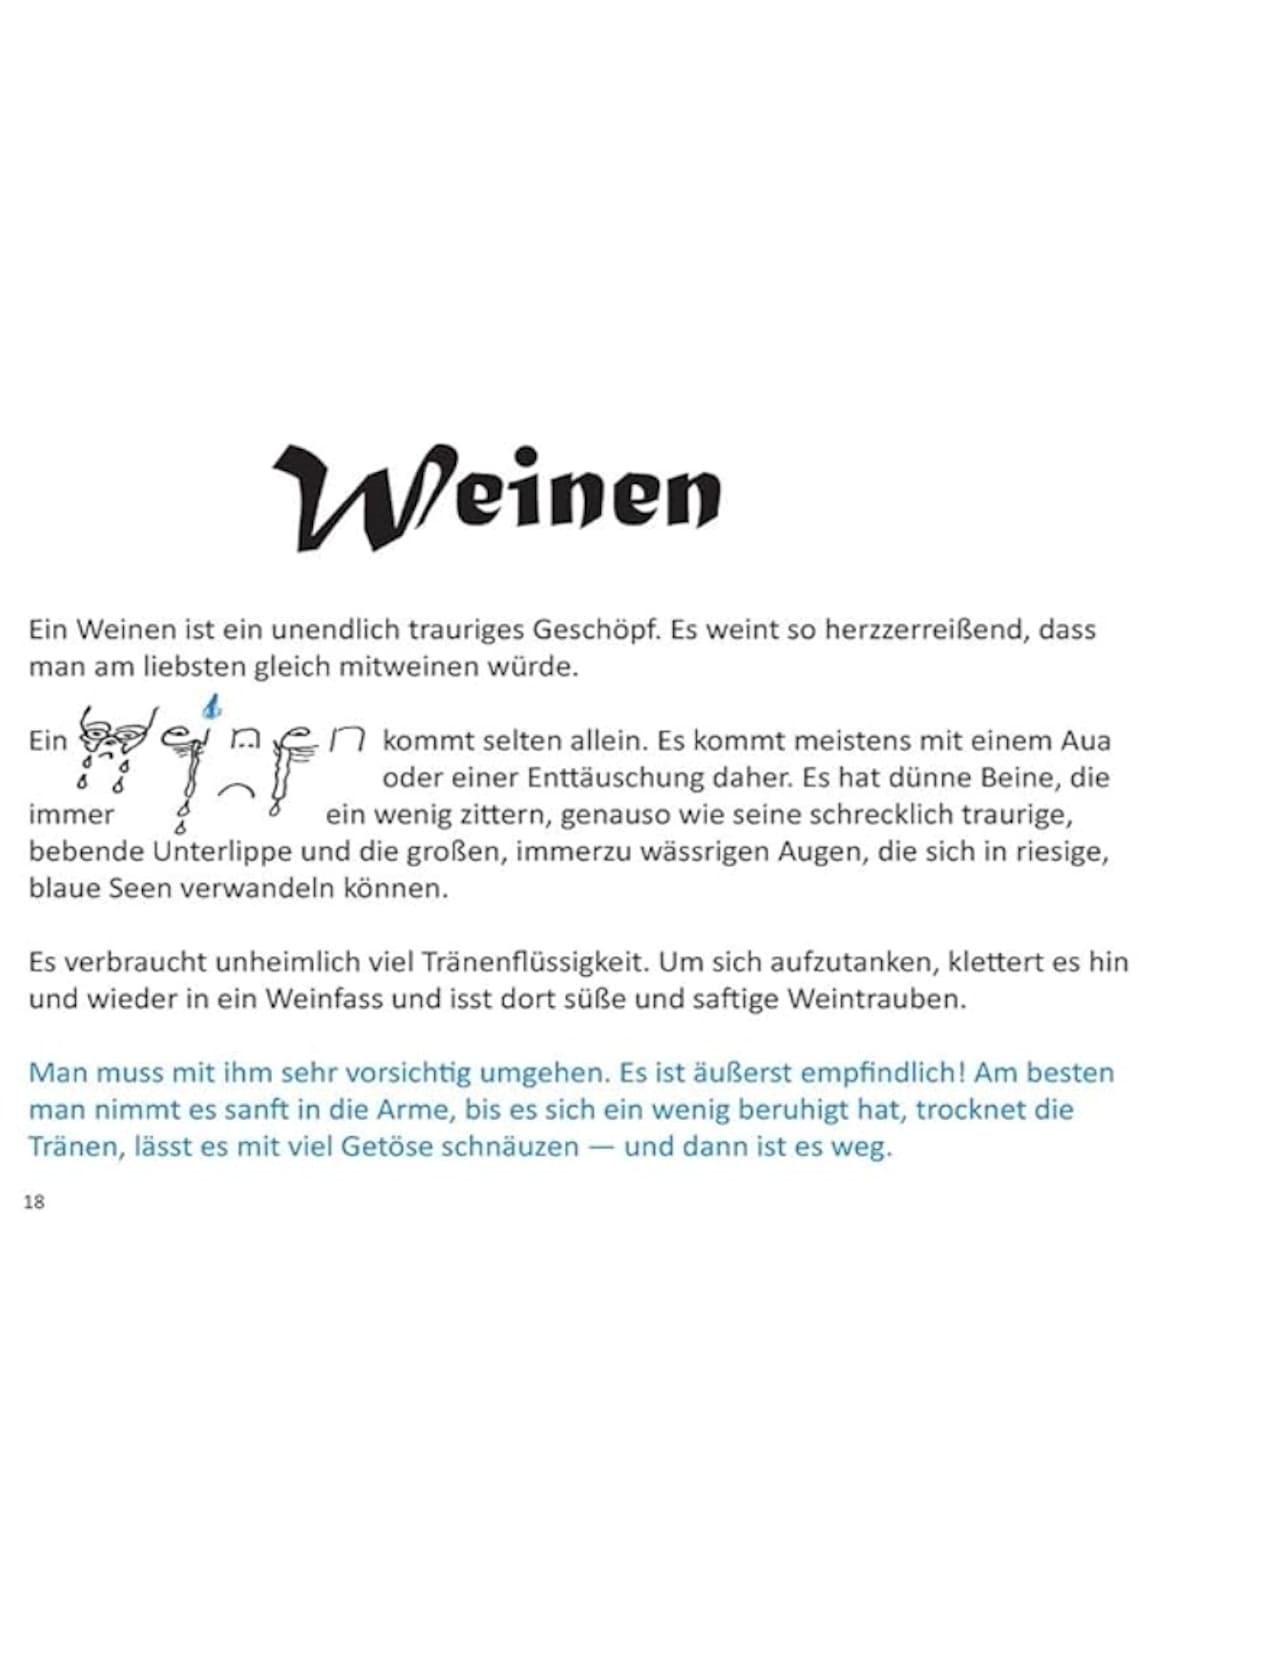 Weinen
Ein Weinen ist ein unendlich trauriges Geschöpf. Es weint so herzzerreißend, dass
man am liebsten gleich mitweinen würde.
Ein Weinen kommt selten allein. Es kommt meistens mit einem Aua
oder einer Enttäuschung daher. Es hat dünne Beine, die
immer ein wenig zittern, genauso wie seine schrecklich traurige,
bebende Unterlippe und die großen, immerzu wässrigen Augen, die sich in riesige,
blaue Seen verwandeln können.
Es verbraucht unheimlich viel Tränenflüssigkeit. Um sich aufzutanken, klettert es hin
und wieder in ein Weinfass und isst dort süße und saftige Weintrauben.
Man muss mit ihm sehr vorsichtig umgehen. Es ist äußerst empfindlich! Am besten
man nimmt es sanft in die Arme, bis es sich ein wenig beruhigt hat, trocknet die
Tränen, lässt es mit viel Getöse schnäuzen — und dann ist es weg.
18